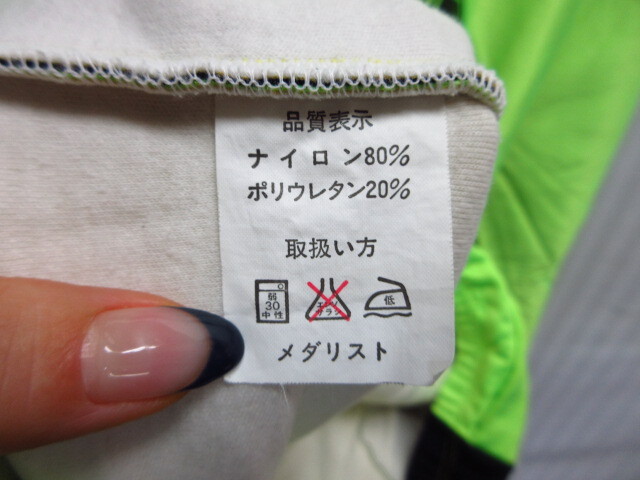 品質表示
ナイロン80%
ポリウレタン20%
取扱い方
弱
30
中性
エンソ
サラシ
低
メダリスト